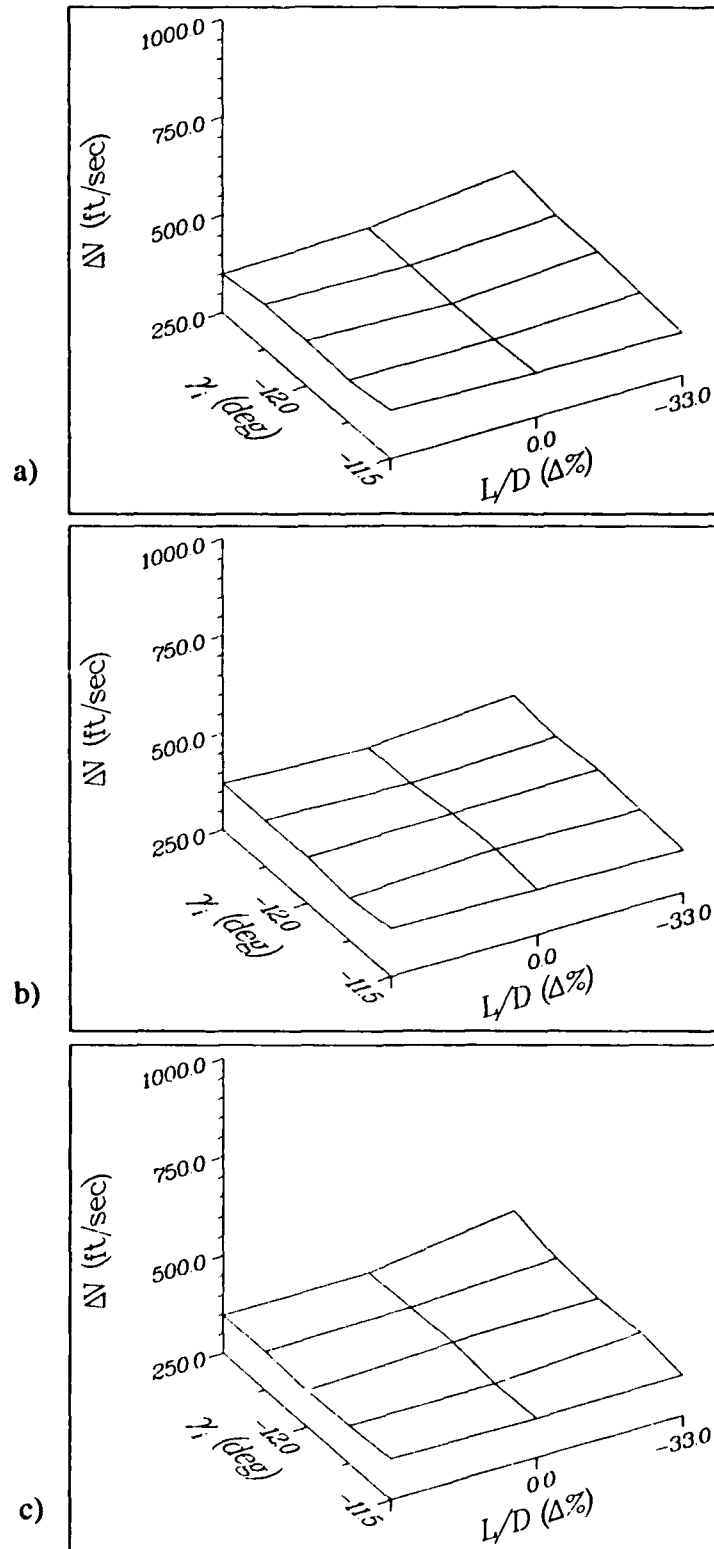 1000.0
750.0
500.0
250.0
ΔV (ft/sec)
γi (deg)
-12.0
-11.5
L/D (Δ%)
0.0
-33.0
a)
1000.0
750.0
500.0
250.0
ΔV (ft/sec)
γi (deg)
-12.0
-11.5
L/D (Δ%)
0.0
-33.0
b)
1000.0
750.0
500.0
250.0
ΔV (ft/sec)
γi (deg)
-12.0
-11.5
L/D (Δ%)
0.0
-33.0
c)